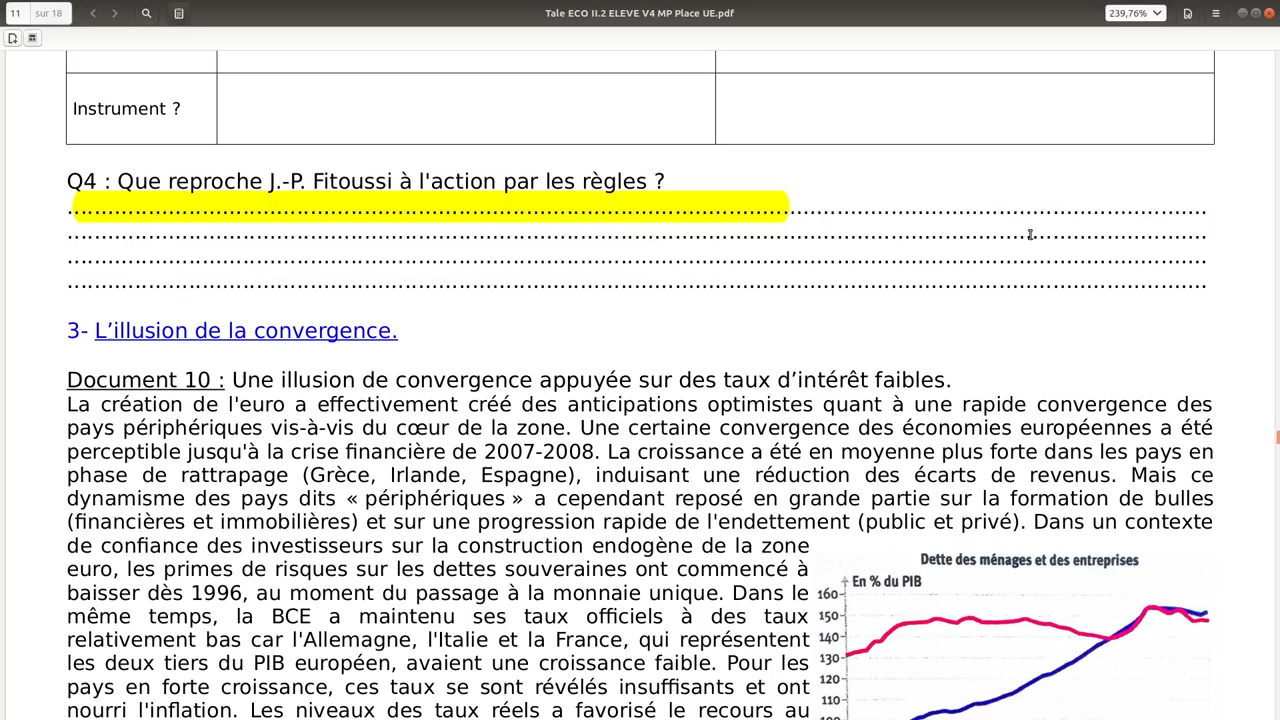 11 sur 18
Tale ECO II.2 ELEVE V4 MP Place UE.pdf
239,76%
Instrument ?
Q4 : Que reproche J.-P. Fitoussi à l'action par les règles ?
3- L’illusion de la convergence.
Document 10 : Une illusion de convergence appuyée sur des taux d’intérêt faibles.
La création de l'euro a effectivement créé des anticipations optimistes quant à une rapide convergence des
pays périphériques vis-à-vis du cœur de la zone. Une certaine convergence des économies européennes a été
perceptible jusqu'à la crise financière de 2007-2008. La croissance a été en moyenne plus forte dans les pays en
phase de rattrapage (Grèce, Irlande, Espagne), induisant une réduction des écarts de revenus. Mais ce
dynamisme des pays dits « périphériques » a cependant reposé en grande partie sur la formation de bulles
(financières et immobilières) et sur une progression rapide de l'endettement (public et privé). Dans un contexte
de confiance des investisseurs sur la construction endogène de la zone
euro, les primes de risques sur les dettes souveraines ont commencé à
baisser dès 1996, au moment du passage à la monnaie unique. Dans le
même temps, la BCE a maintenu ses taux officiels à des taux
relativement bas car l'Allemagne, l'Italie et la France, qui représentent
les deux tiers du PIB européen, avaient une croissance faible. Pour les
pays en forte croissance, ces taux se sont révélés insuffisants et ont
nourri l'inflation. Les niveaux des taux réels a favorisé le recours au
Dette des ménages et des entreprises
En % du PIB
160
150
140
130
120
110
100